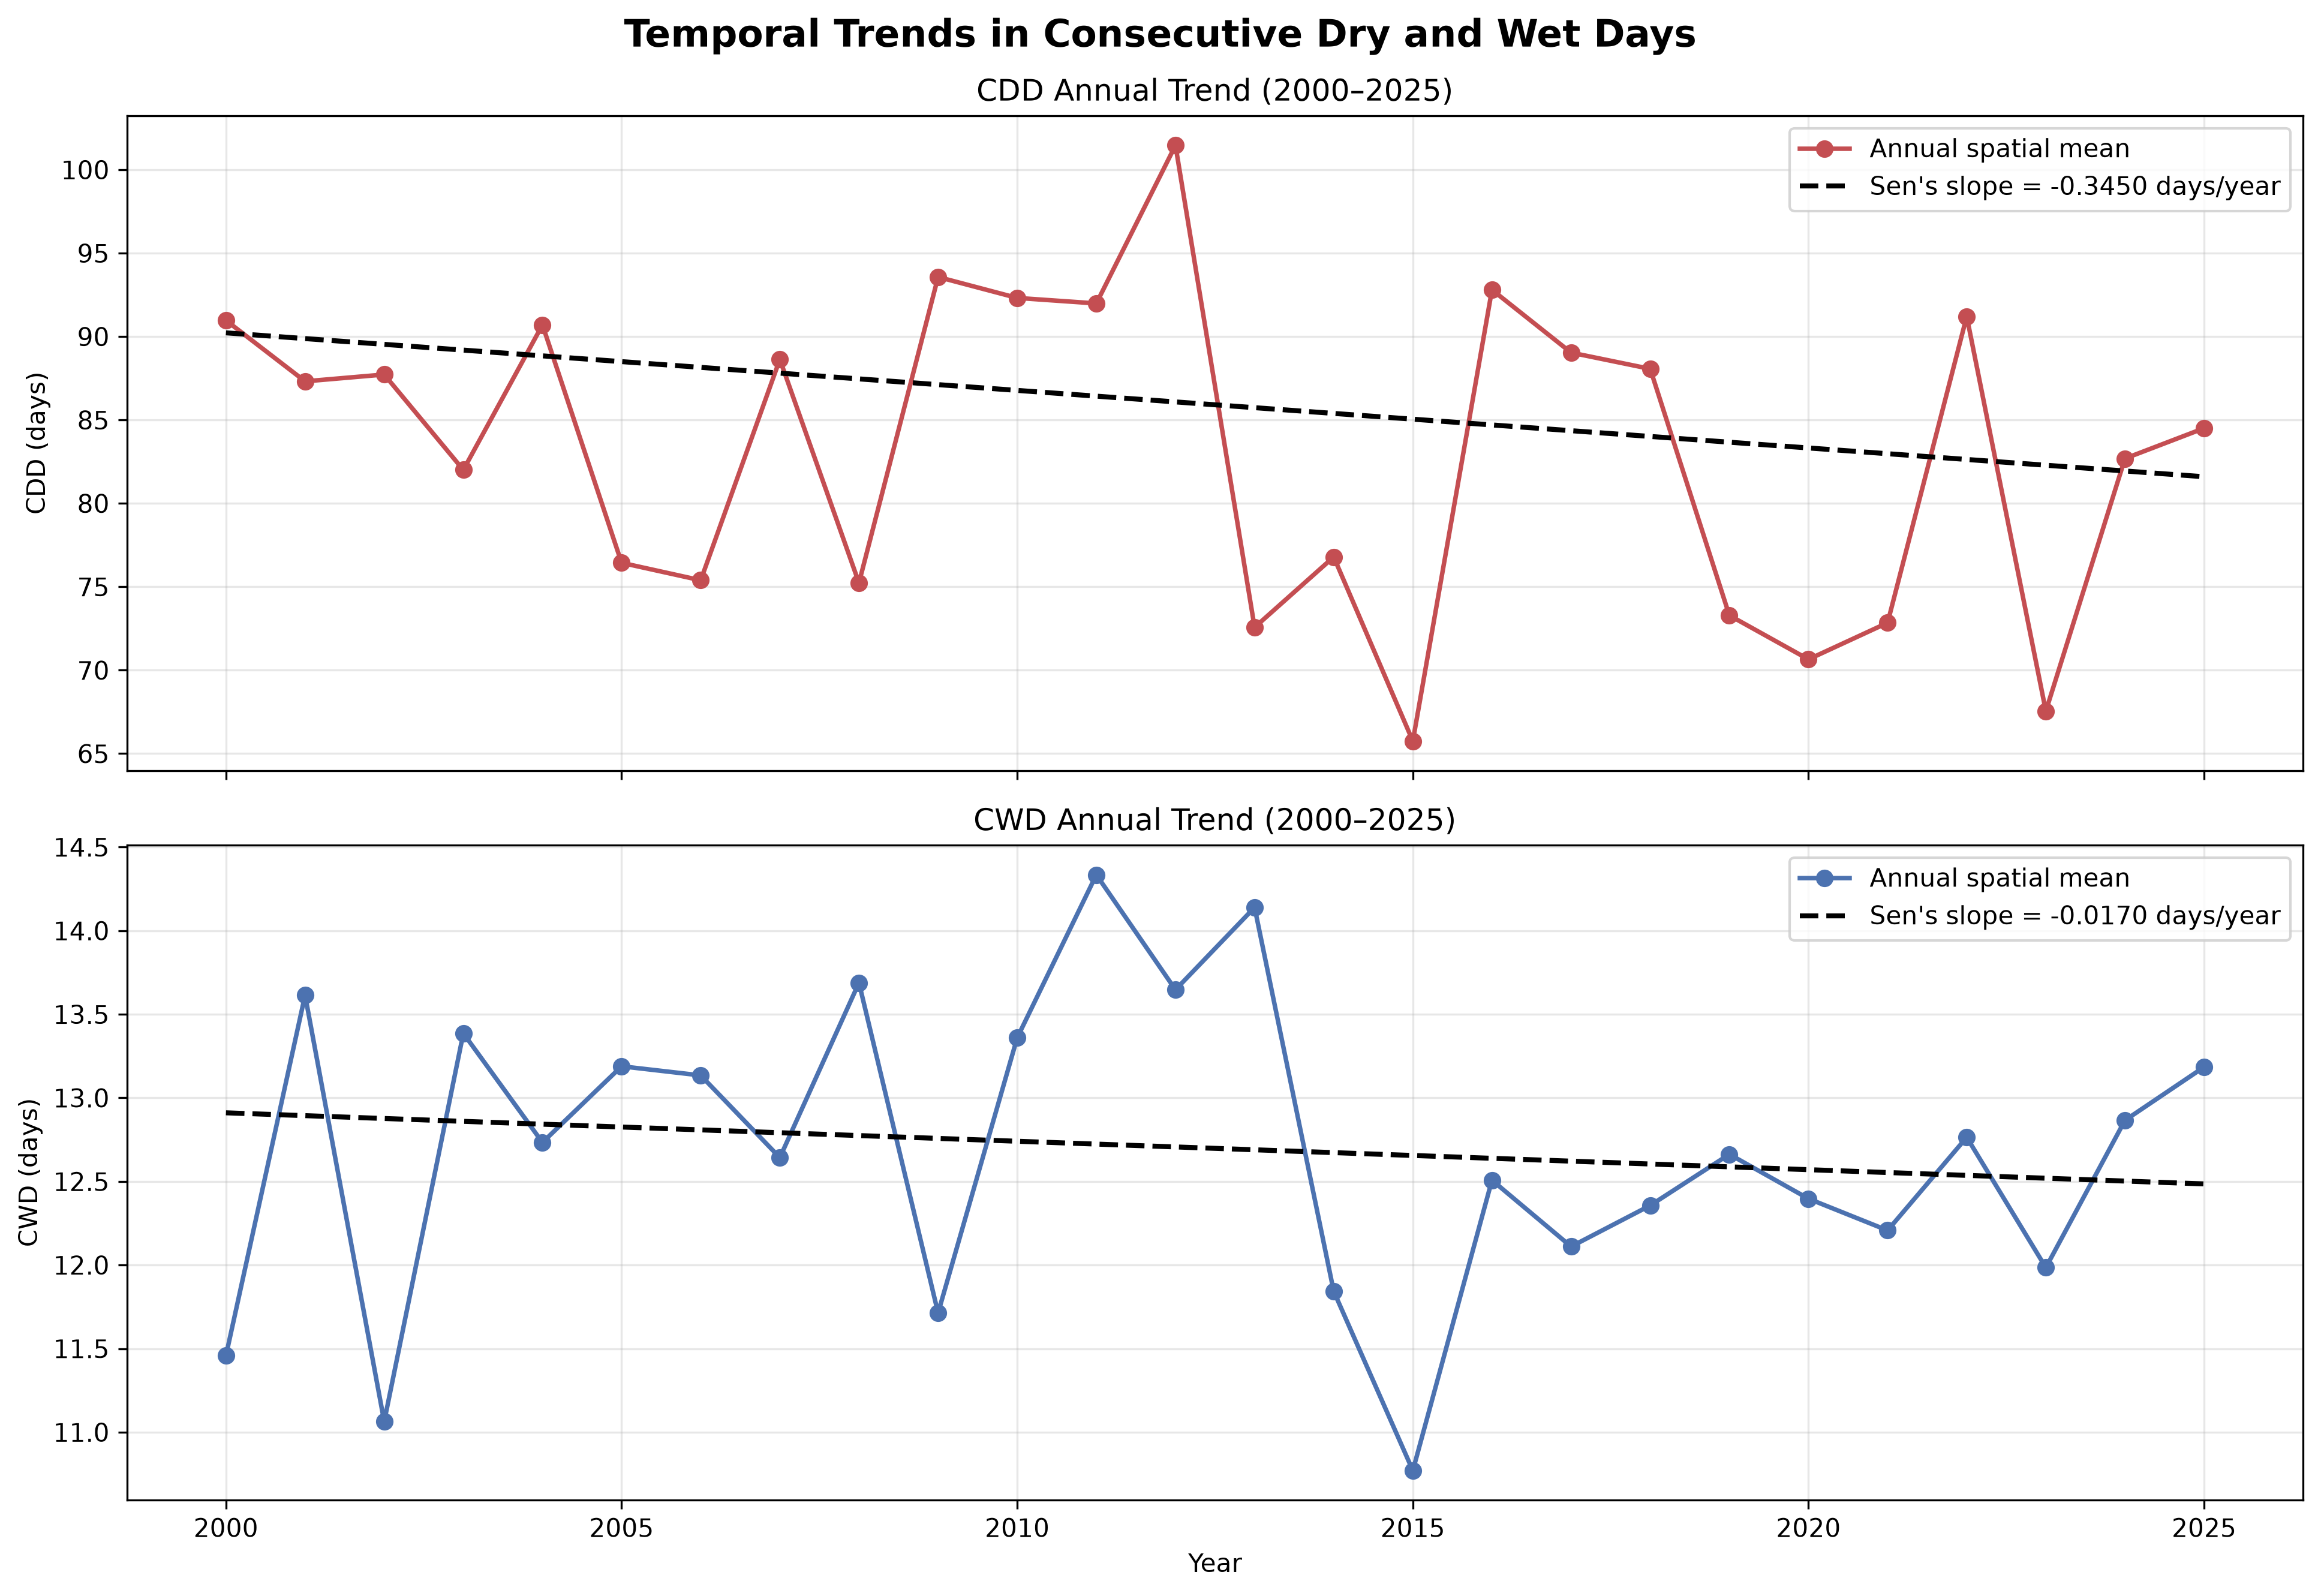 Temporal Trends in Consecutive Dry and Wet Days
CDD Annual Trend (2000–2025)
Annual spatial mean
Sen's slope = -0.3450 days/year
100
95
90
85
80
75
70
65
CDD (days)
CWD Annual Trend (2000–2025)
Annual spatial mean
Sen's slope = -0.0170 days/year
14.5
14.0
13.5
13.0
12.5
12.0
11.5
11.0
CWD (days)
2000 2005 2010 2015 2020 2025
Year